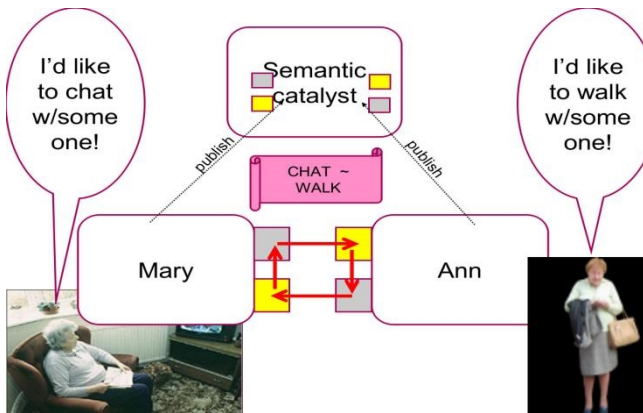 I'd like
to chat
w/some
one!
Semantic
catalyst
I'd like
to walk
w/some
one!
publish
publish
CHAT ~
WALK
Mary
Ann